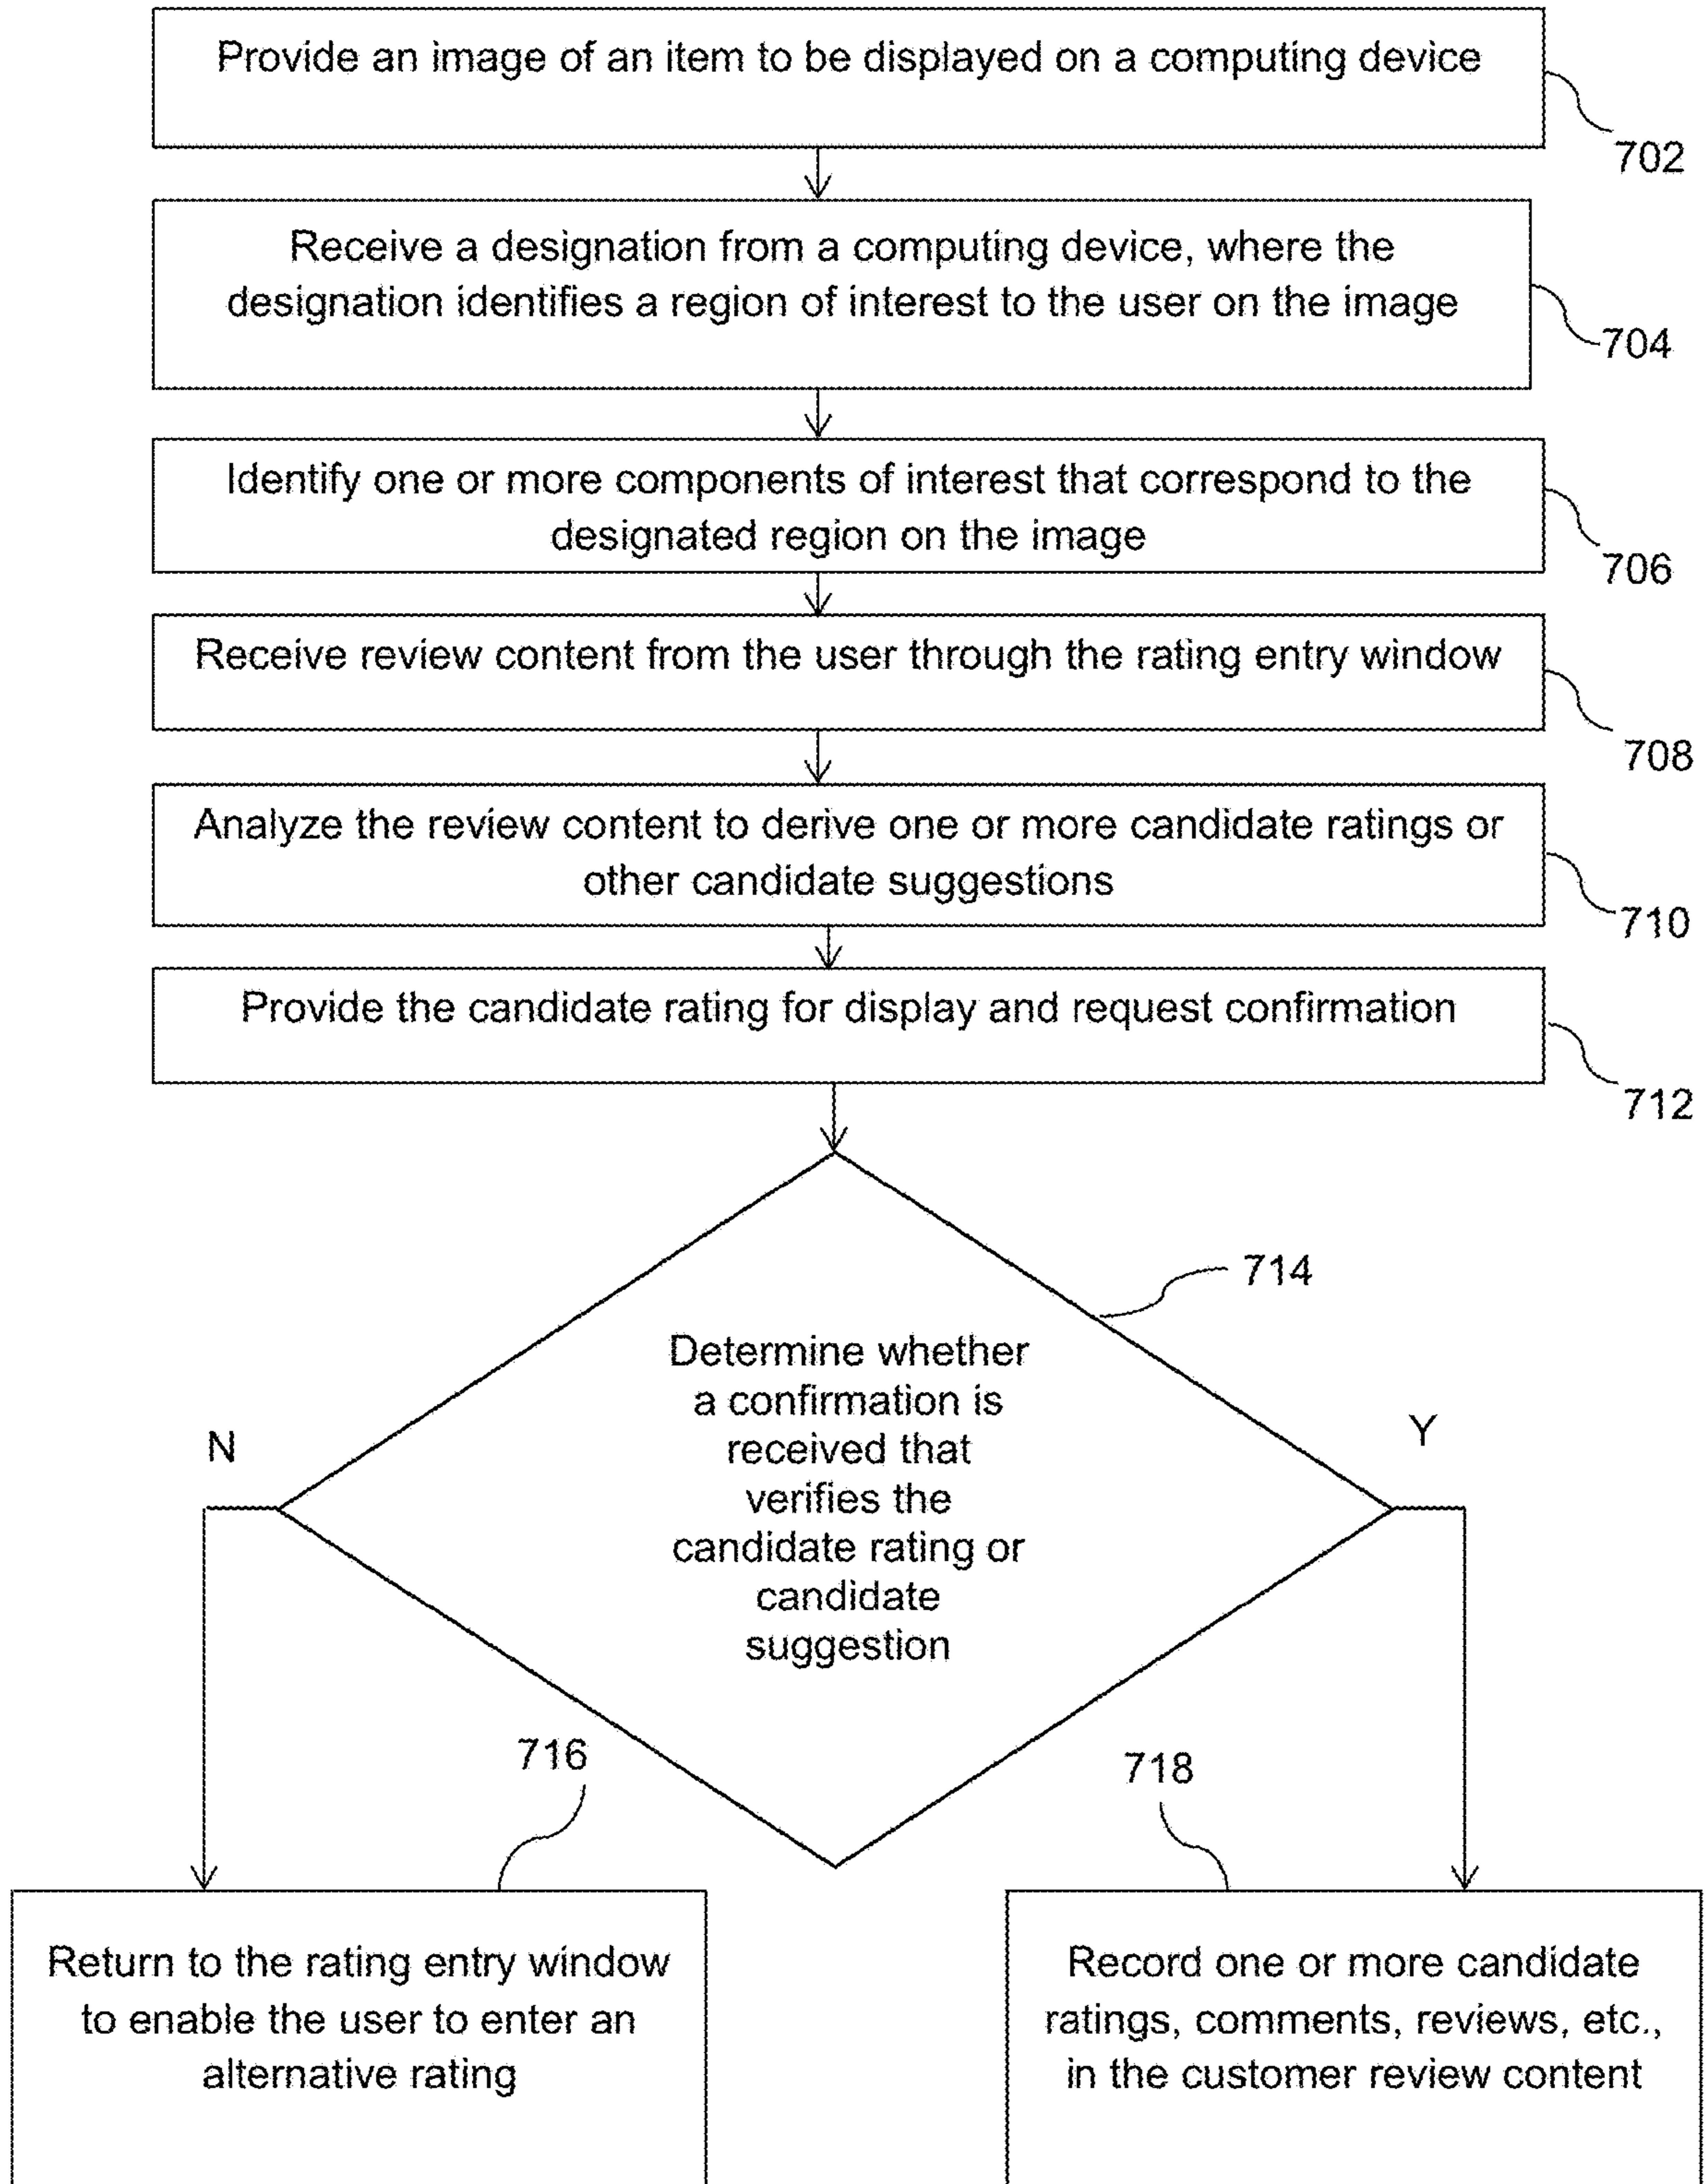 Provide an image of an item to be displayed on a computing device
702
Receive a designation from a computing device, where the
designation identifies a region of interest to the user on the image
704
Identify one or more components of interest that correspond to the
designated region on the image
706
Receive review content from the user through the rating entry window
708
Analyze the review content to derive one or more candidate ratings or
other candidate suggestions
710
Provide the candidate rating for display and request confirmation
712
714
Determine whether
a confirmation is
received that
verifies the
candidate rating or
candidate
suggestion
N
Y
716
718
Return to the rating entry window
to enable the user to enter an
alternative rating
Record one or more candidate
ratings, comments, reviews, etc.,
in the customer review content